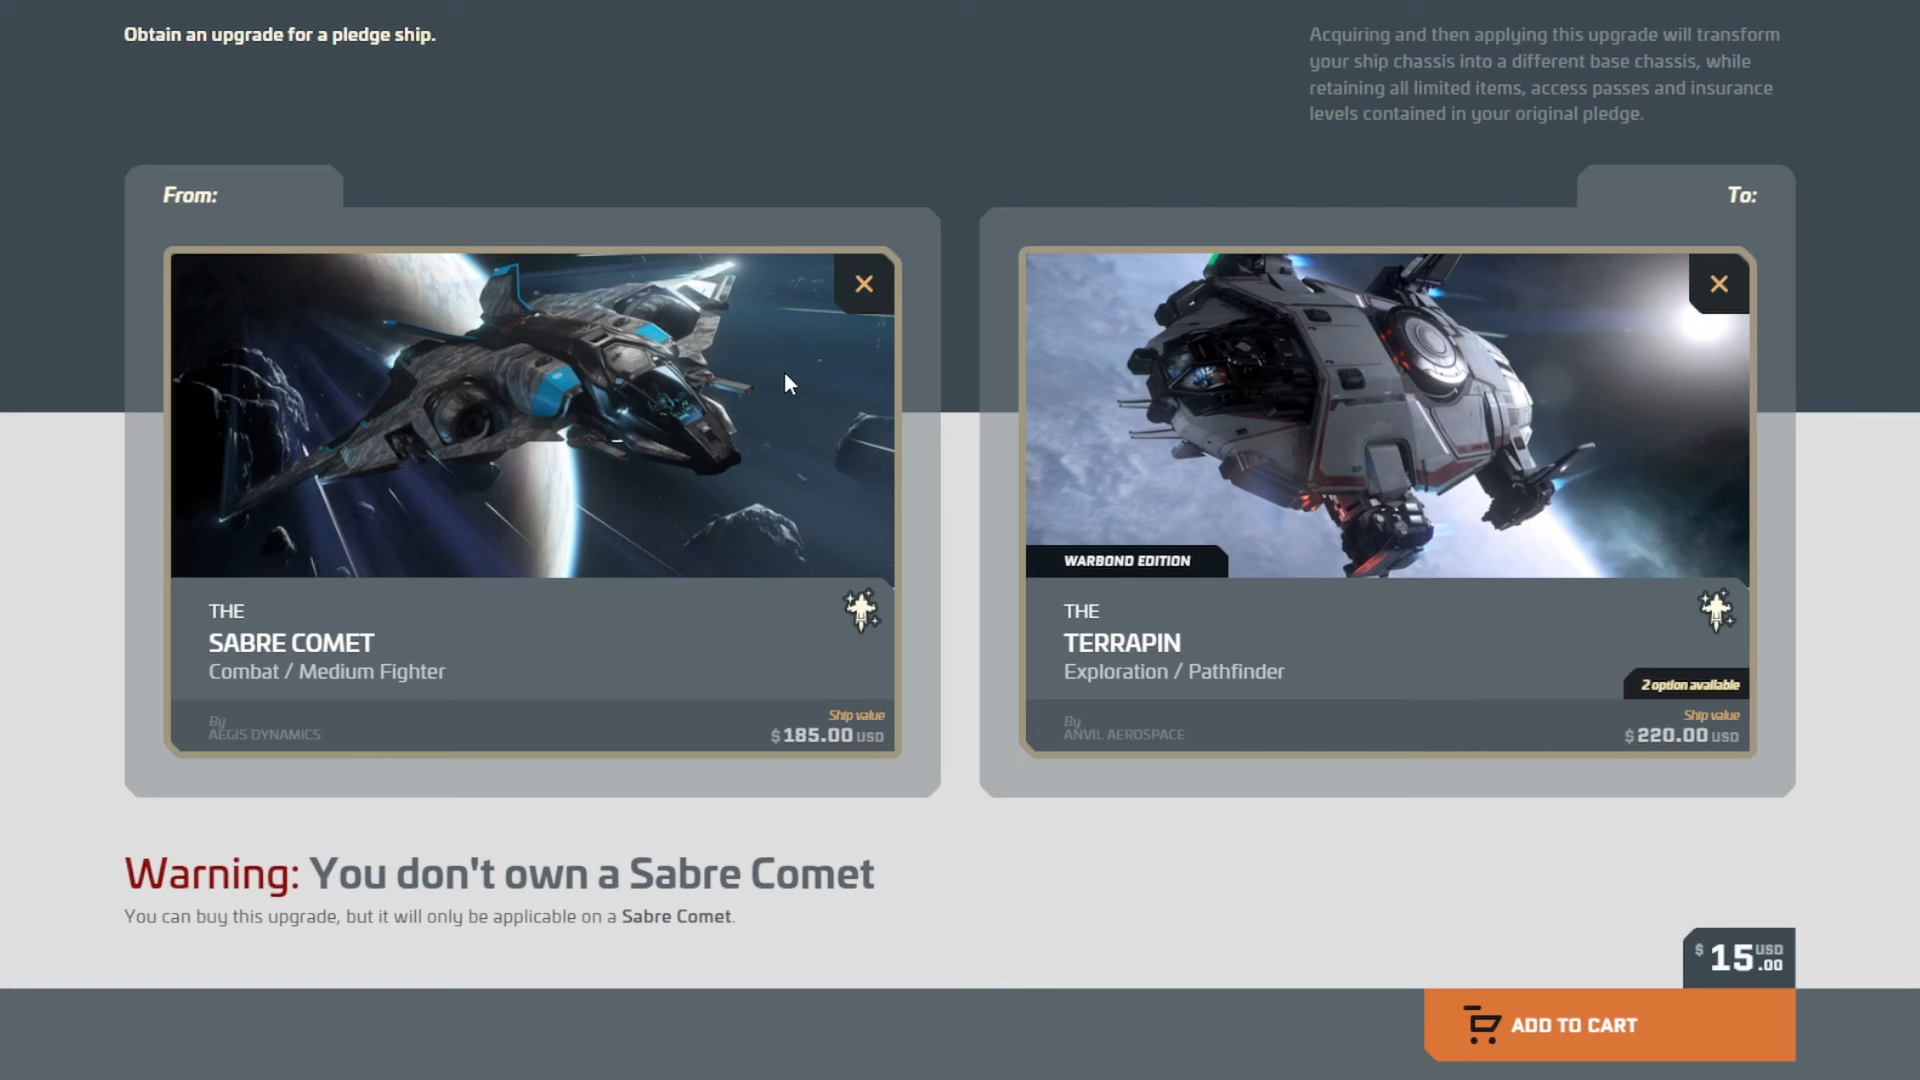 Obtain an upgrade for a pledge ship.
Acquiring and then applying this upgrade will transform
your ship chassis into a different base chassis, while
retaining all limited items, access passes and insurance
levels contained in your original pledge.
From:
THE
SABRE COMET
Combat / Medium Fighter
By
AEGIS DYNAMICS
Ship value
$185.00 USD
To:
WARBOND EDITION
THE
TERRAPIN
Exploration / Pathfinder
2 option available
By
ANVIL AEROSPACE
Ship value
$220.00 USD
Warning: You don't own a Sabre Comet
You can buy this upgrade, but it will only be applicable on a Sabre Comet.
$15.00 USD
ADD TO CART